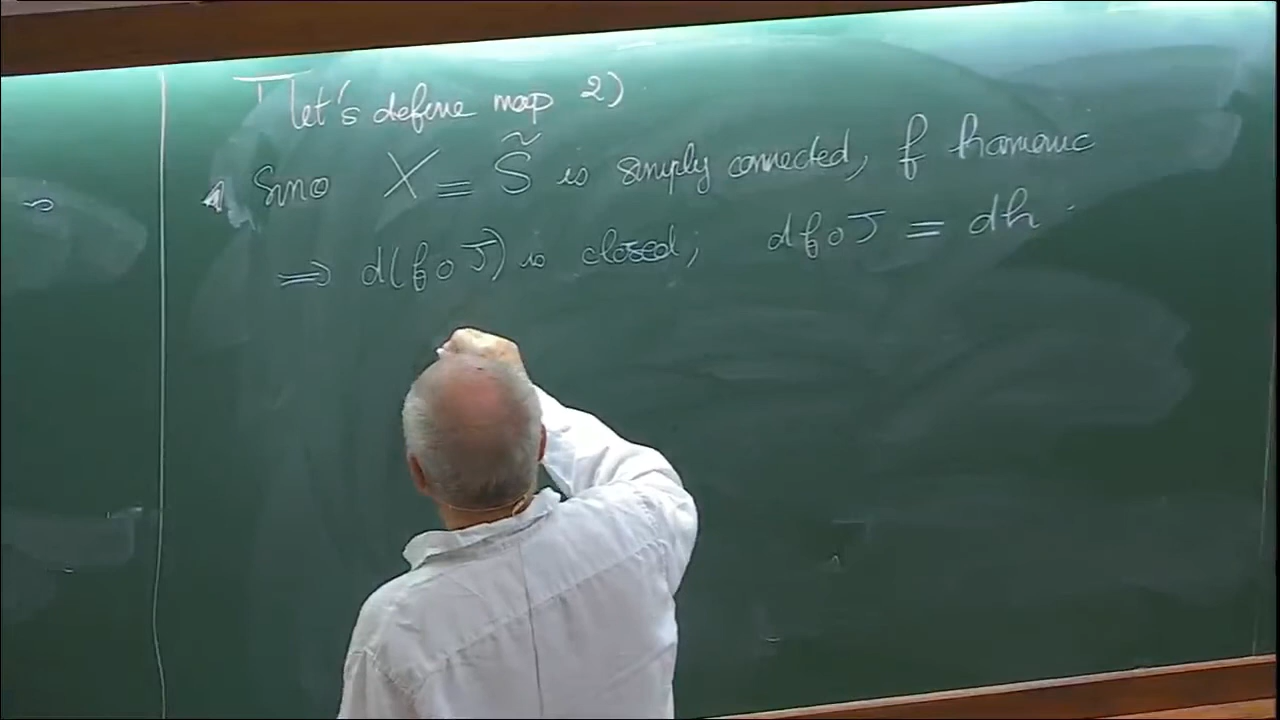 let's define map 2)
Since X = S̃ is simply connected, f harmonic
⇒ d(f∘J) is closed, df∘J = dh.